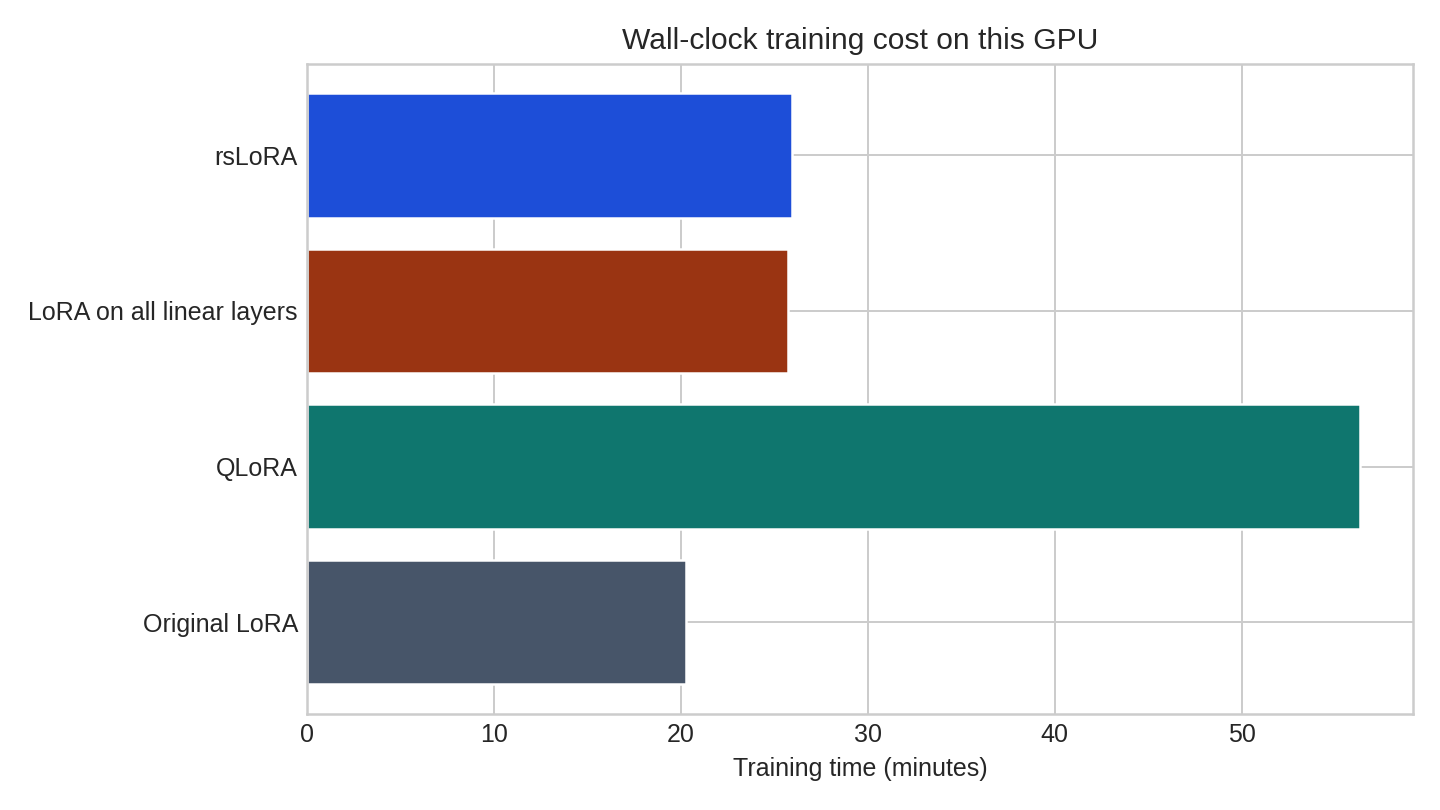 Wall-clock training cost on this GPU
rsLoRA
LoRA on all linear layers
QLoRA
Original LoRA
0 10 20 30 40 50
Training time (minutes)